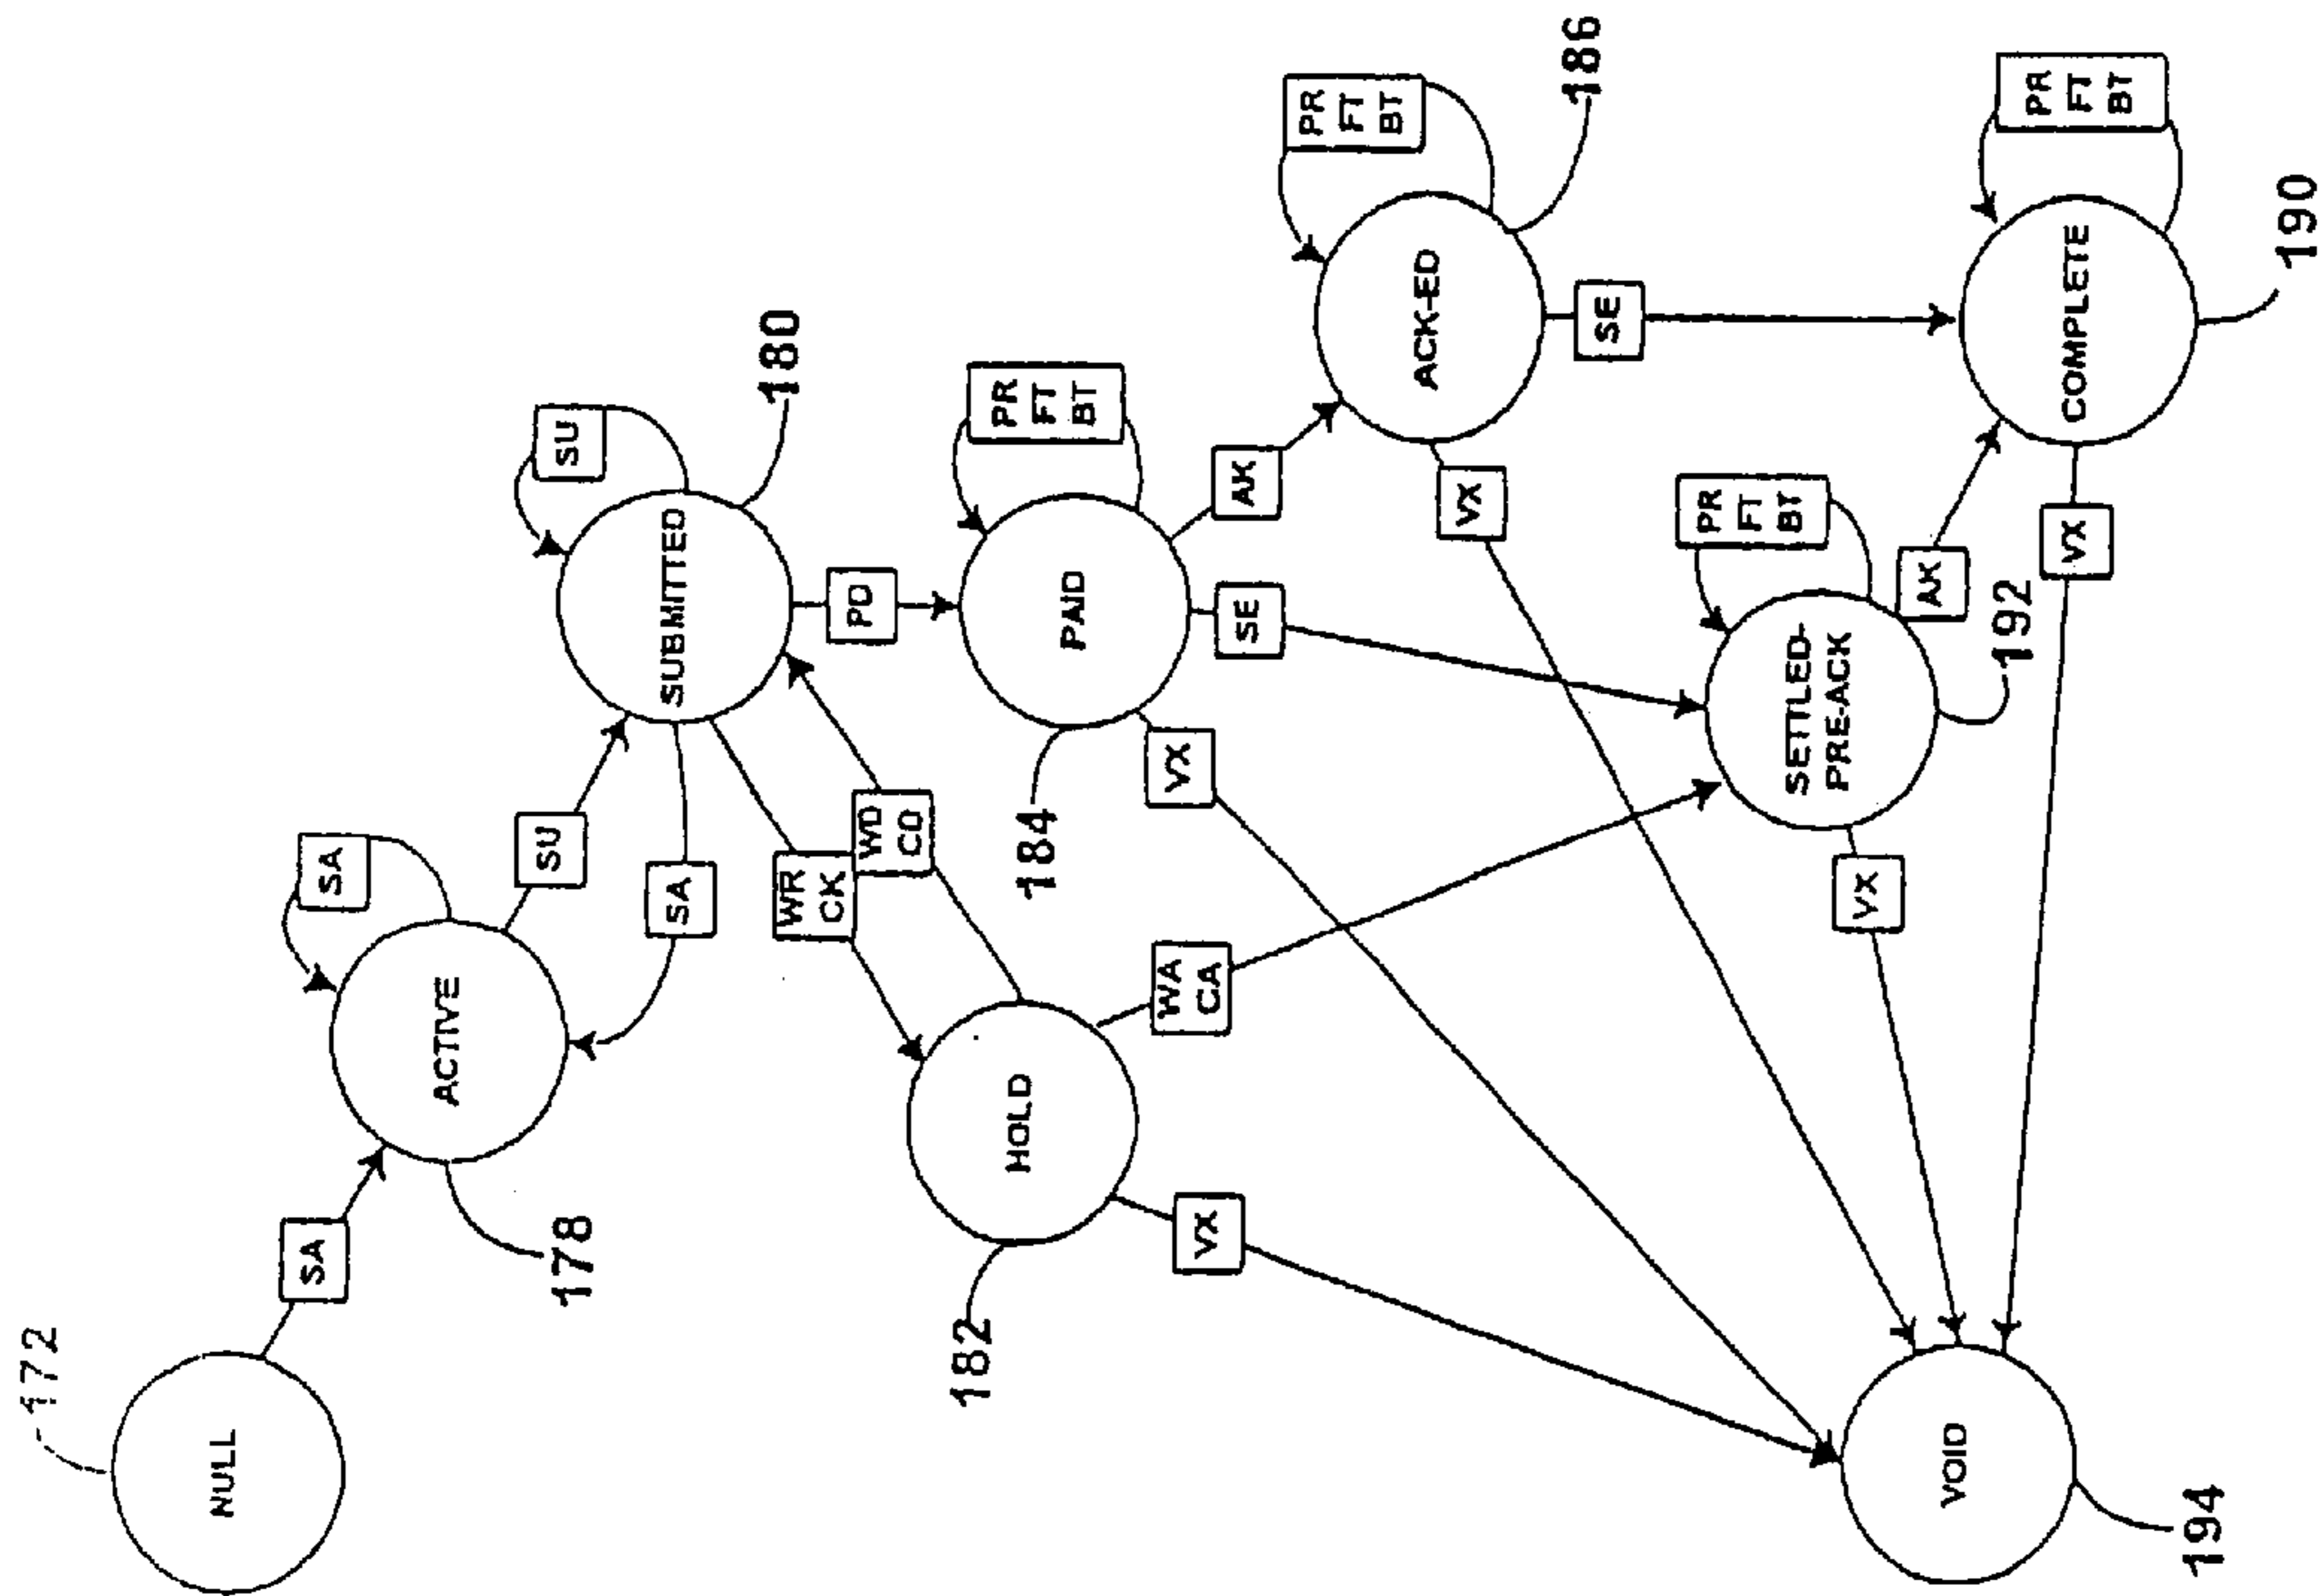 172
NULL
SA
178
ACTIVE
SA
SU
SA
180
SUBMITTED
SU
WR
CK
WD
CO
PD
182
HOLD
VX
WA
CA
184
PAID
PR
FT
BT
VX
SE
AK
186
ACK-ED
PR
FT
BT
VX
SE
192
SETTLED-
PRE-ACK
PR
FT
BT
VX
AK
190
COMPLETE
PR
FT
BT
VX
194
VOID